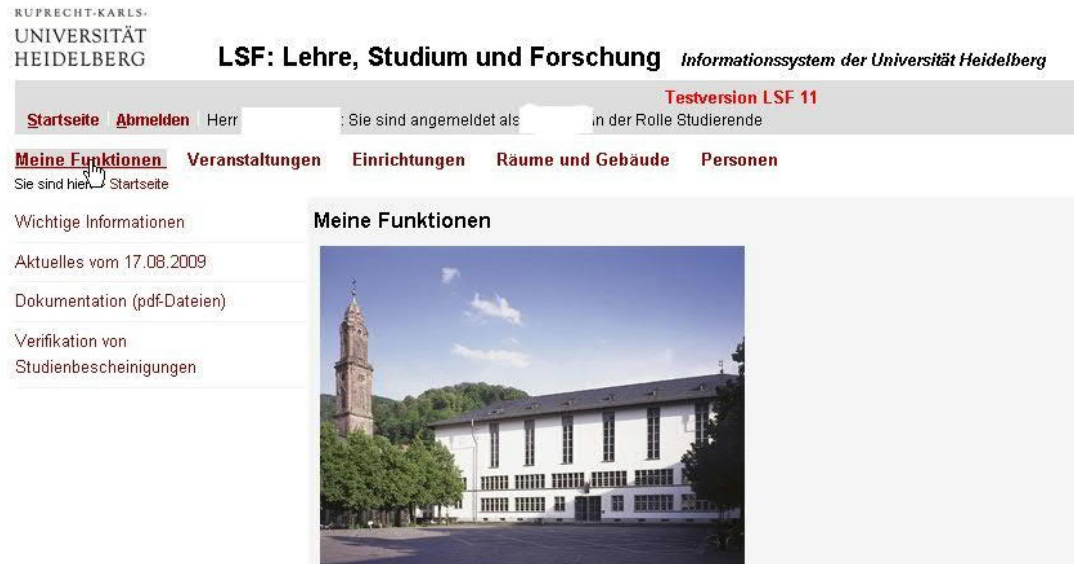 RUPRECHT-KARLS-
UNIVERSITÄT
HEIDELBERG
LSF: Lehre, Studium und Forschung Informationssystem der Universität Heidelberg
Testversion LSF 11
Startseite Abmelden Herr : Sie sind angemeldet als in der Rolle Studierende
Meine Funktionen Veranstaltungen Einrichtungen Räume und Gebäude Personen
Sie sind hier: Startseite
Wichtige Informationen
Meine Funktionen
Aktuelles vom 17.08.2009
Dokumentation (pdf-Dateien)
Verifikation von
Studienbescheinigungen